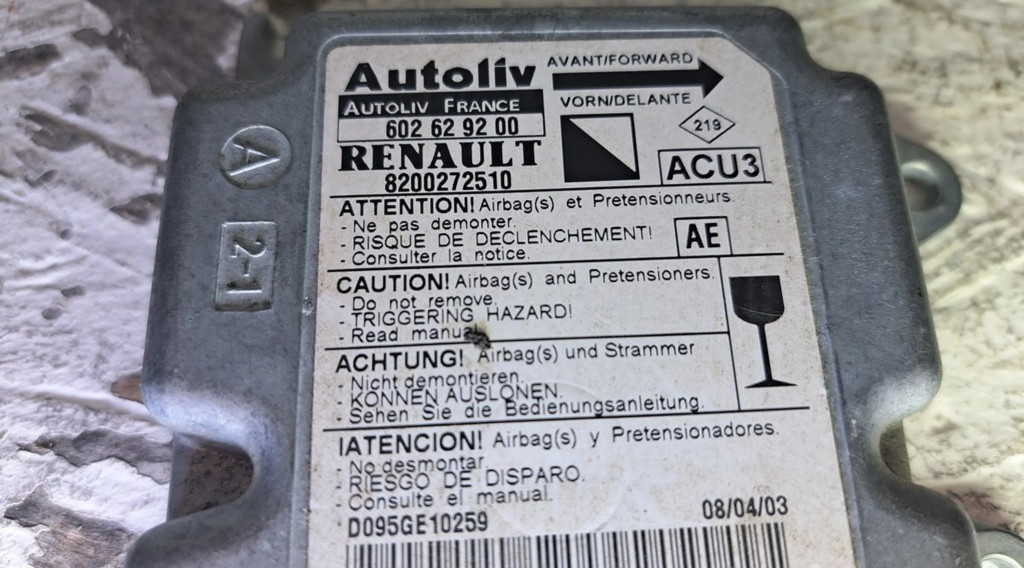 Autoliv
AVANT/FORWARD
AUTOLIV FRANCE
VORN/DELANTE
602 62 92 00
219
RENAULT
ACU3
8200272510
ATTENTION! Airbag(s) et Pretensionneurs.
- Ne pas demonter.
- RISQUE DE DECLENCHEMENT!
AE
- Consulter la notice.
CAUTION! Airbag(s) and Pretensioners.
- Do not remove.
- TRIGGERING HAZARD!
- Read manual
ACHTUNG! Airbag(s) und Strammer
- Nicht demontieren.
- KONNEN AUSLONEN.
- Sehen Sie die Bedienungsanleitung.
IATENCION! Airbag(s) y Pretensionadores.
- No desmontar.
- RIESGO DE DISPARO.
- Consulte el manual.
D095GE10259
08/04/03
A
2-1